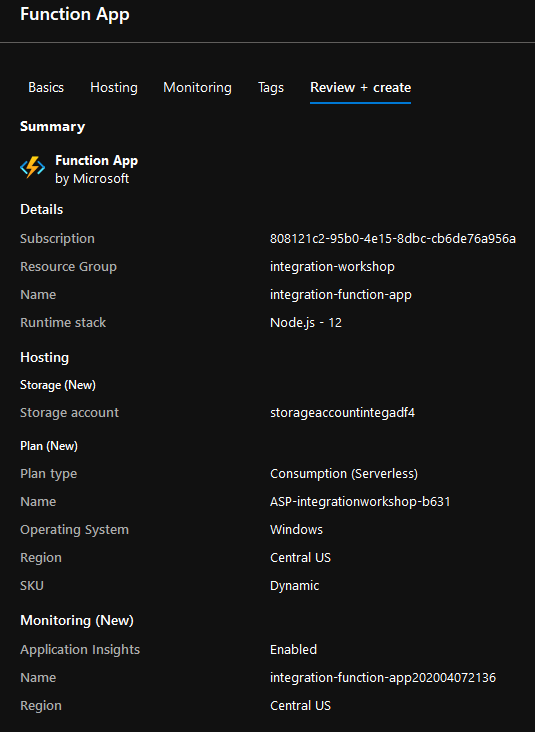 Function App
Basics Hosting Monitoring Tags Review + create
Summary
Function App
by Microsoft
Details
Subscription 808121c2-95b0-4e15-8dbc-cb6de76a956a
Resource Group integration-workshop
Name integration-function-app
Runtime stack Node.js - 12
Hosting
Storage (New)
Storage account storageaccountintegadf4
Plan (New)
Plan type Consumption (Serverless)
Name ASP-integrationworkshop-b631
Operating System Windows
Region Central US
SKU Dynamic
Monitoring (New)
Application Insights Enabled
Name integration-function-app202004072136
Region Central US